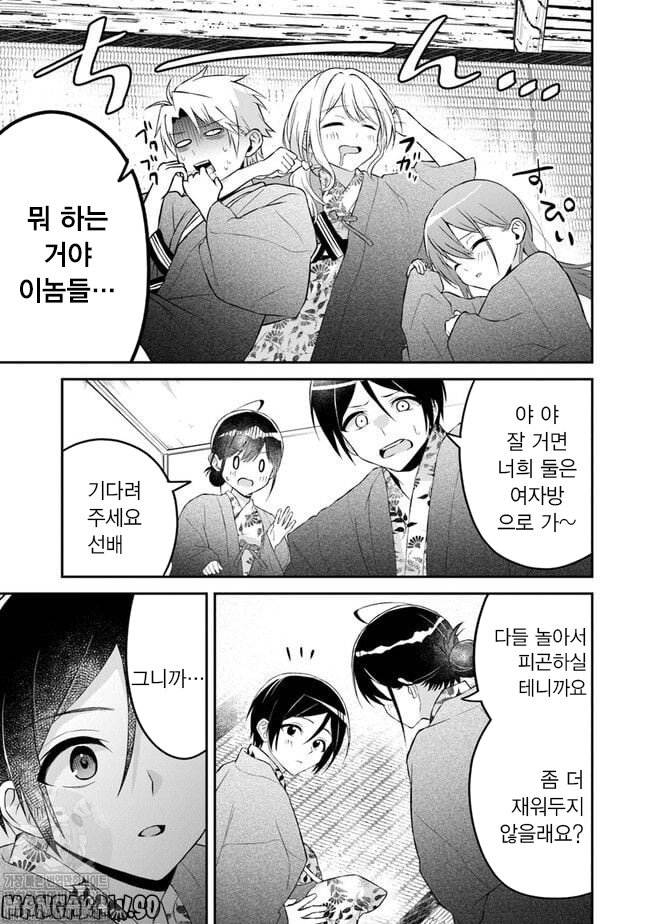 ちーん…
すぴぃ…
뭐 하는
거야
이놈들…
야 야
잘 거면
너희 둘은
여자방
으로 가~
기다려
주세요
선배
다들 놀아서
피곤하실
테니까요
좀 더
재워두지
않을래요?
그니까…